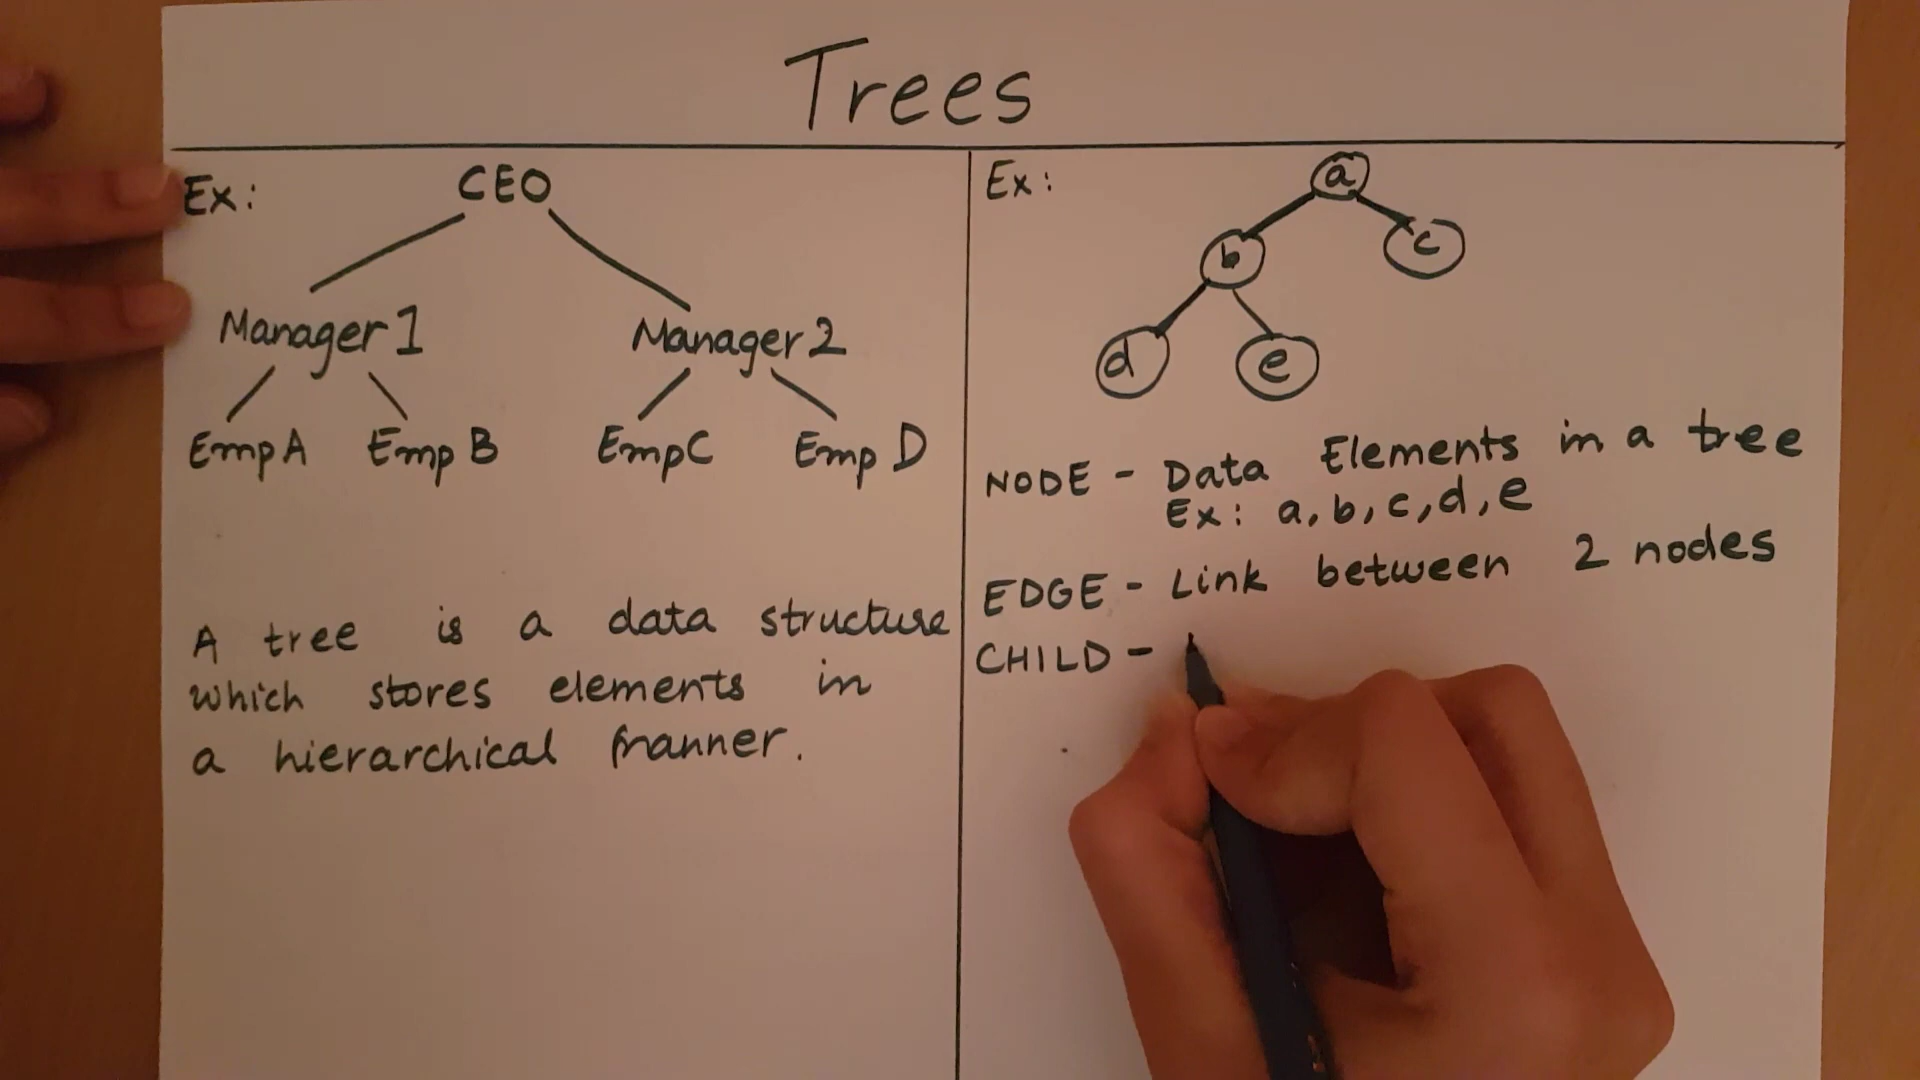 Trees
Ex:
CEO
Manager 1
Manager 2
Emp A
Emp B
Emp C
Emp D
A tree is a data structure
which stores elements in
a hierarchical manner.
Ex:
a
b
c
d
e
NODE - Data Elements in a tree
Ex: a, b, c, d, e
EDGE - Link between 2 nodes
CHILD -